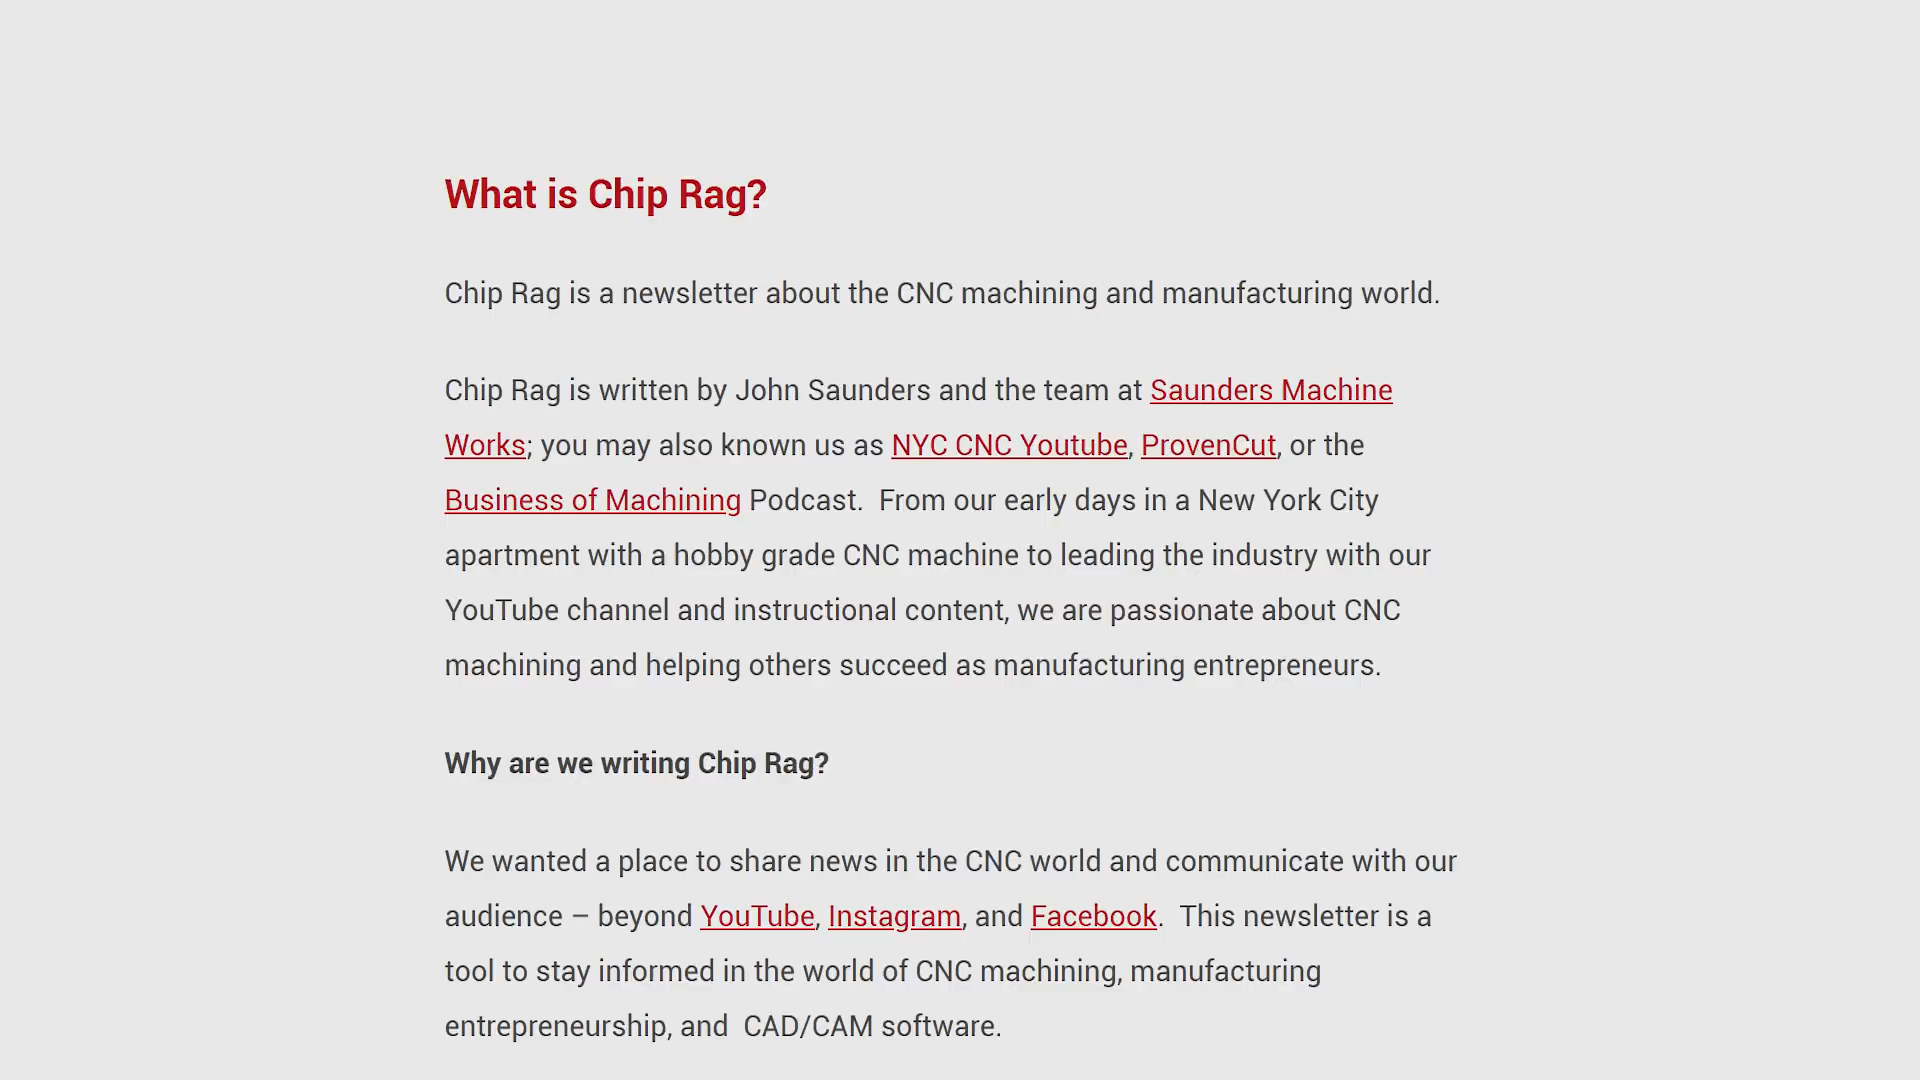 What is Chip Rag?
Chip Rag is a newsletter about the CNC machining and manufacturing world.
Chip Rag is written by John Saunders and the team at Saunders Machine
Works; you may also known us as NYC CNC Youtube, ProvenCut, or the
Business of Machining Podcast.  From our early days in a New York City
apartment with a hobby grade CNC machine to leading the industry with our
YouTube channel and instructional content, we are passionate about CNC
machining and helping others succeed as manufacturing entrepreneurs.
Why are we writing Chip Rag?
We wanted a place to share news in the CNC world and communicate with our
audience – beyond YouTube, Instagram, and Facebook.  This newsletter is a
tool to stay informed in the world of CNC machining, manufacturing
entrepreneurship, and  CAD/CAM software.